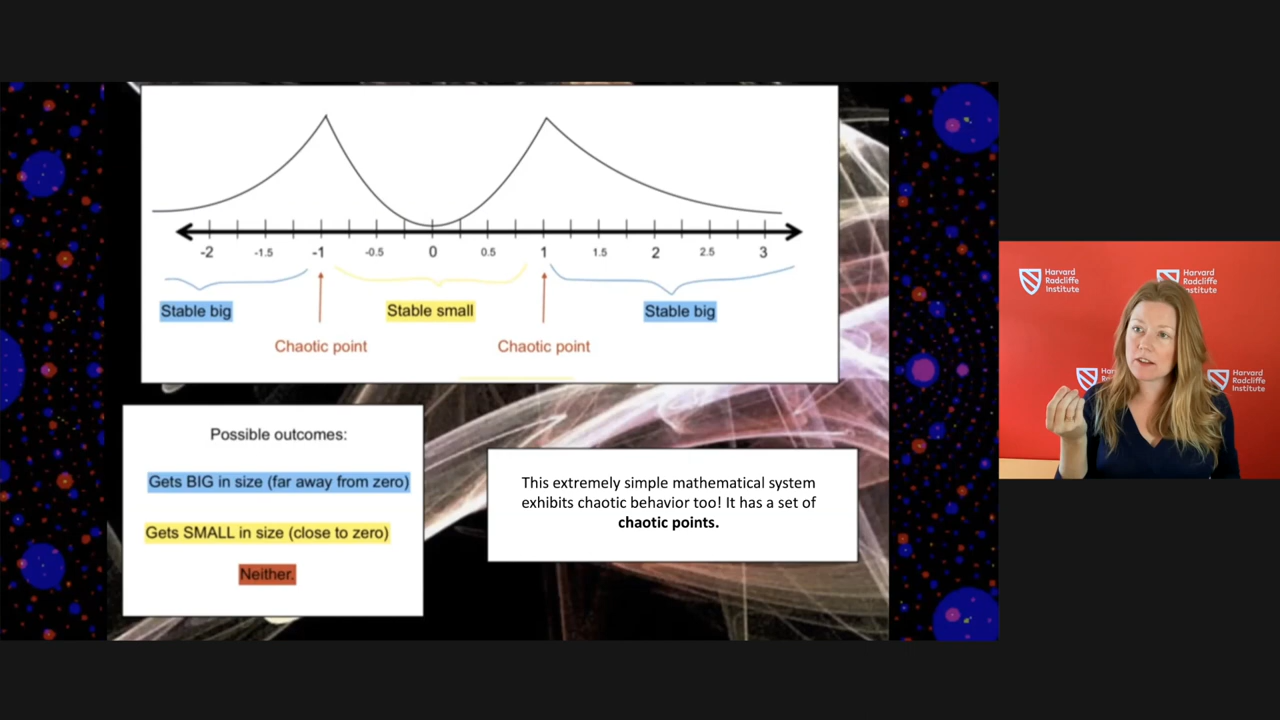 -2 -1.5 -1 -0.5 0 0.5 1 1.5 2 2.5 3
Stable big
Stable small
Stable big
Chaotic point
Chaotic point
Possible outcomes:
Gets BIG in size (far away from zero)
Gets SMALL in size (close to zero)
Neither.
This extremely simple mathematical system
exhibits chaotic behavior too! It has a set of
chaotic points.
Harvard
Radcliffe
Institute
Harvard
Radcliffe
Institute
Har
Harvard
Radcliffe
Institute